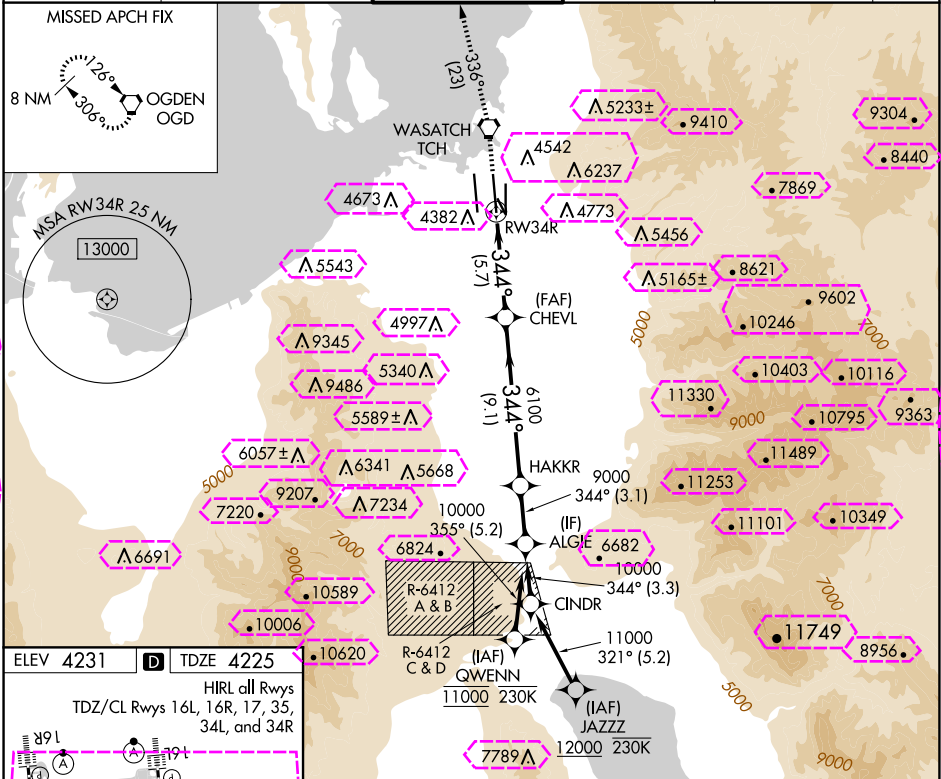 MISSED APCH FIX
8 NM
126°
306°
OGDEN
OGD
336°
(23)
WASATCH
TCH
5233±
9410
9304
4542
6237
8440
7869
4673
4382
RW34R
4773
5456
MSA RW34R 25 NM
13000
5543
344°
(5.7)
5165±
8621
9602
10246
7000
(FAF)
CHEVL
4997
5000
9345
5340
9486
10403
10116
5589±
344°
(9.1)
6100
11330
9000
10795
9363
6057±
6341
5668
HAKKR
11489
5000
9207
7220
7234
9000
344° (3.1)
11253
10000
355° (5.2)
(IF)
ALGIE
11101
10349
7000
6691
6824
6682
9000
10000
344° (3.3)
R-6412
A & B
CINDR
10589
7000
10006
R-6412
C & D
11000
321° (5.2)
11749
8956
10620
(IAF)
QWENN
11000 230K
(IAF)
JAZZZ
12000 230K
5000
7789
9000
ELEV 4231
D
TDZE 4225
HIRL all Rwys
TDZ/CL Rwys 16L, 16R, 17, 35,
34L, and 34R
16R
A
A
16L
P
P